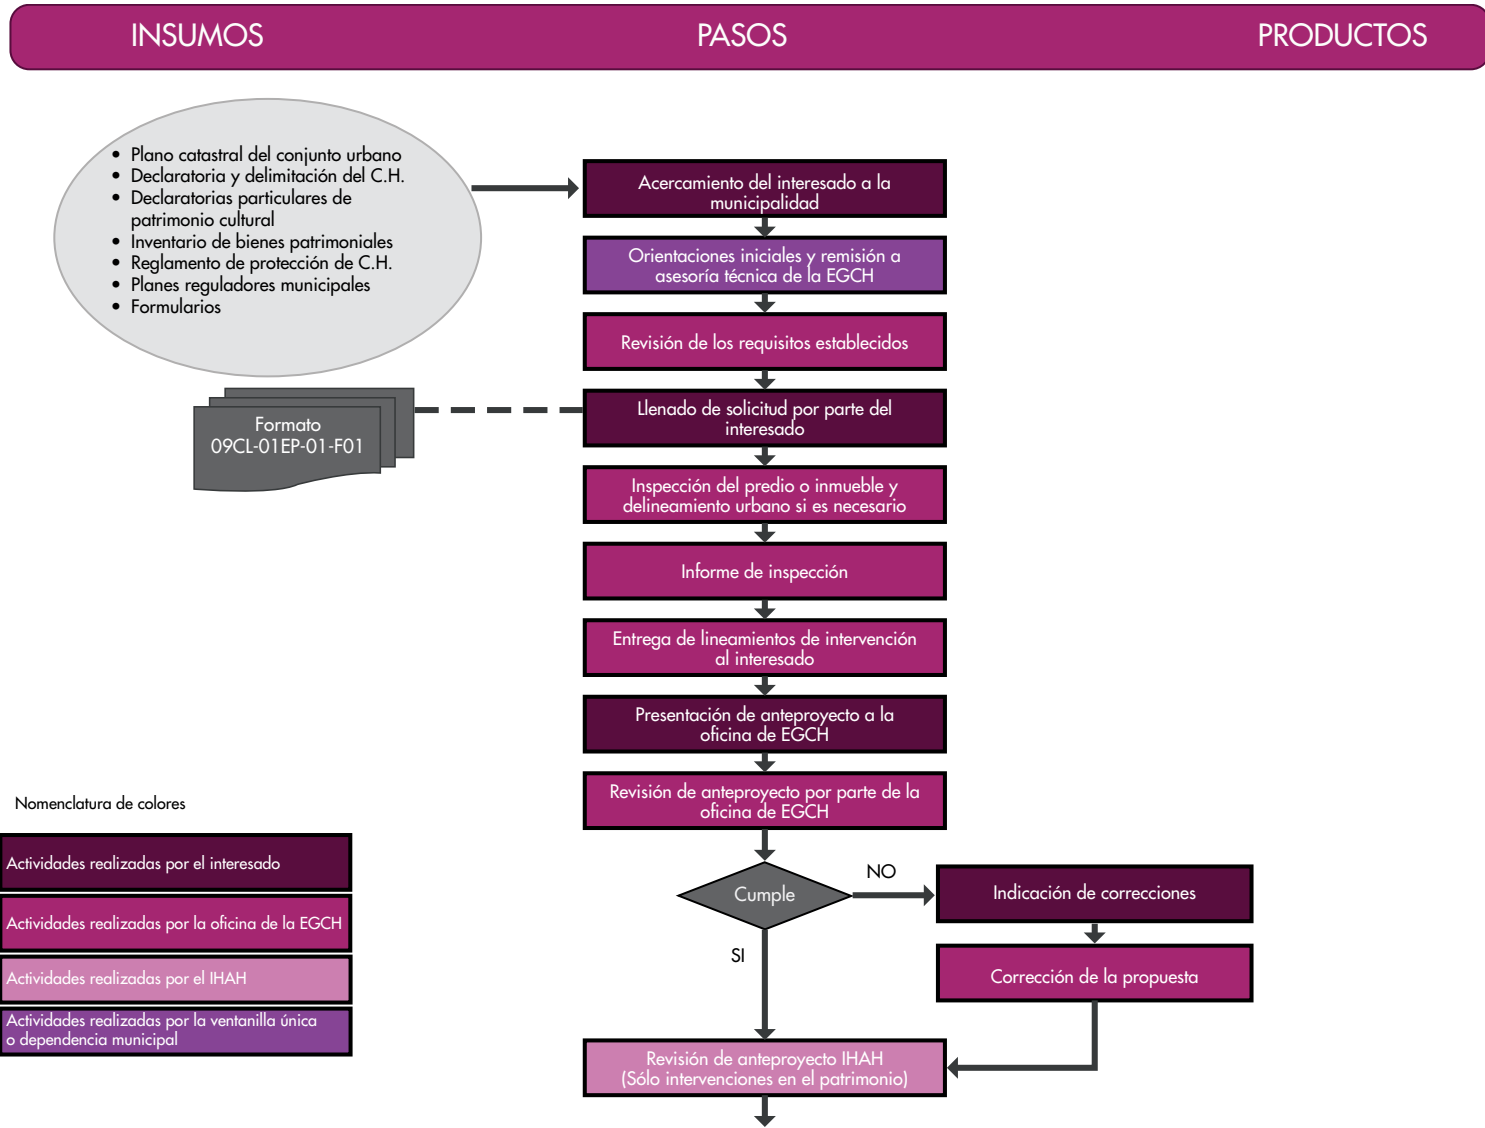 INSUMOS
PASOS
PRODUCTOS
• Plano catastral del conjunto urbano
• Declaratoria y delimitación del C.H.
• Declaratorias particulares de
patrimonio cultural
• Inventario de bienes patrimoniales
• Reglamento de protección de C.H.
• Planes reguladores municipales
• Formularios
Acercamiento del interesado a la
municipalidad
Orientaciones iniciales y remisión a
asesoría técnica de la EGCH
Revisión de los requisitos establecidos
Formato
09CL-01EP-01-F01
Llenado de solicitud por parte del
interesado
Inspección del predio o inmueble y
delineamiento urbano si es necesario
Informe de inspección
Entrega de lineamientos de intervención
al interesado
Presentación de anteproyecto a la
oficina de EGCH
Revisión de anteproyecto por parte de la
oficina de EGCH
Cumple
NO
Indicación de correcciones
SI
Corrección de la propuesta
Revisión de anteproyecto IHAH
(Sólo intervenciones en el patrimonio)
Nomenclatura de colores
Actividades realizadas por el interesado
Actividades realizadas por la oficina de la EGCH
Actividades realizadas por el IHAH
Actividades realizadas por la ventanilla única
o dependencia municipal